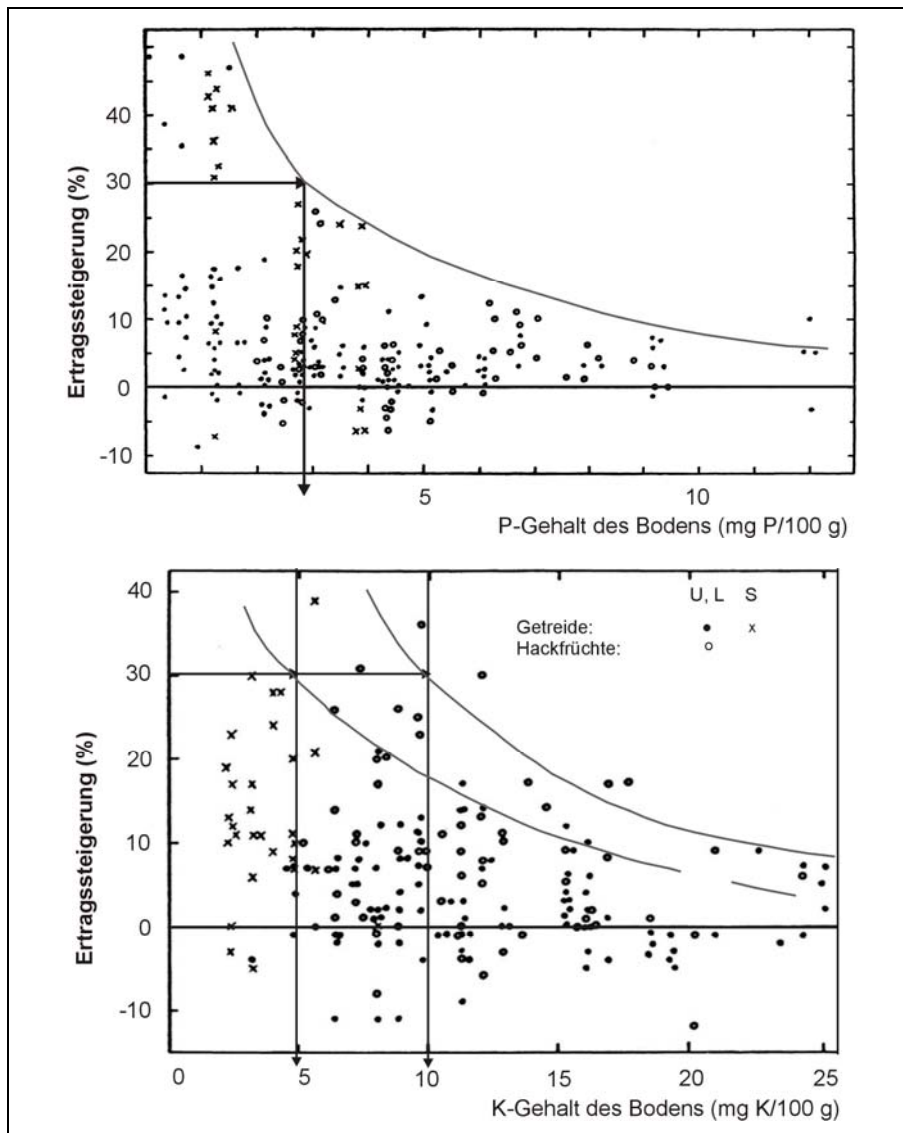 40
30
20
10
0
-10
Ertragssteigerung (%)
5
10
P-Gehalt des Bodens (mg P/100 g)
40
30
20
10
0
-10
Ertragssteigerung (%)
U, L S
Getreide: • x
Hackfrüchte: o
0
5
10
15
20
25
K-Gehalt des Bodens (mg K/100 g)